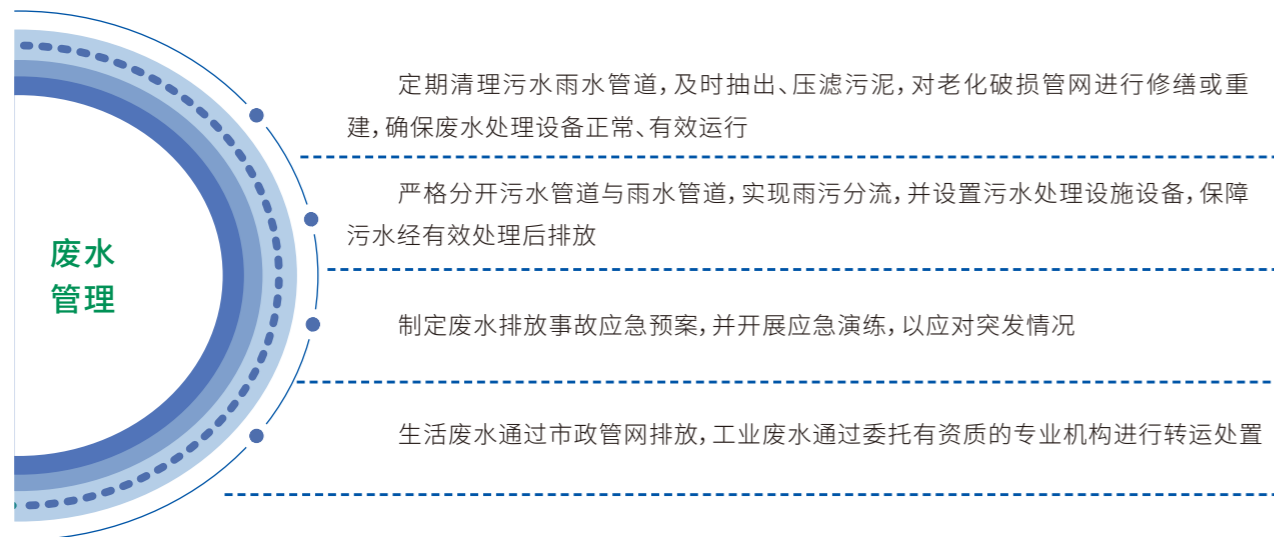 废水
管理
定期清理污水雨水管道,及时抽出、压滤污泥,对老化破损管网进行修缮或重
建,确保废水处理设备正常、有效运行
严格分开污水管道与雨水管道,实现雨污分流,并设置污水处理设施设备,保障
污水经有效处理后排放
制定废水排放事故应急预案,并开展应急演练,以应对突发情况
生活废水通过市政管网排放,工业废水通过委托有资质的专业机构进行转运处置